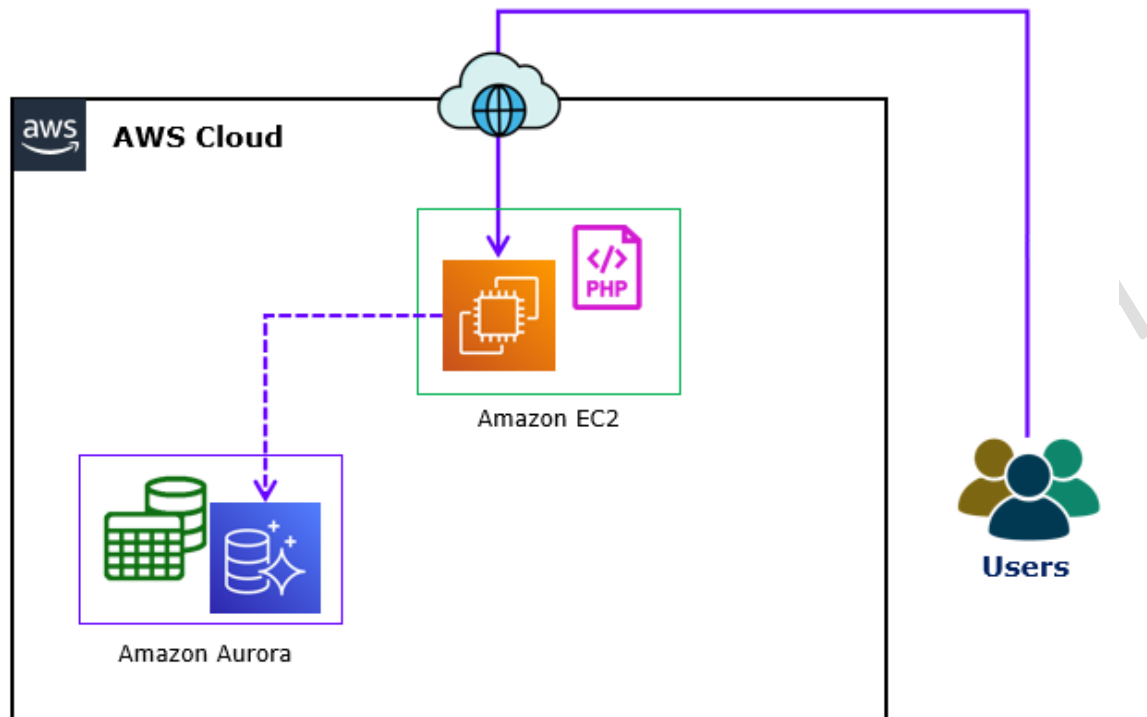 aws
AWS Cloud
</>
PHP
Amazon EC2
Users
Amazon Aurora